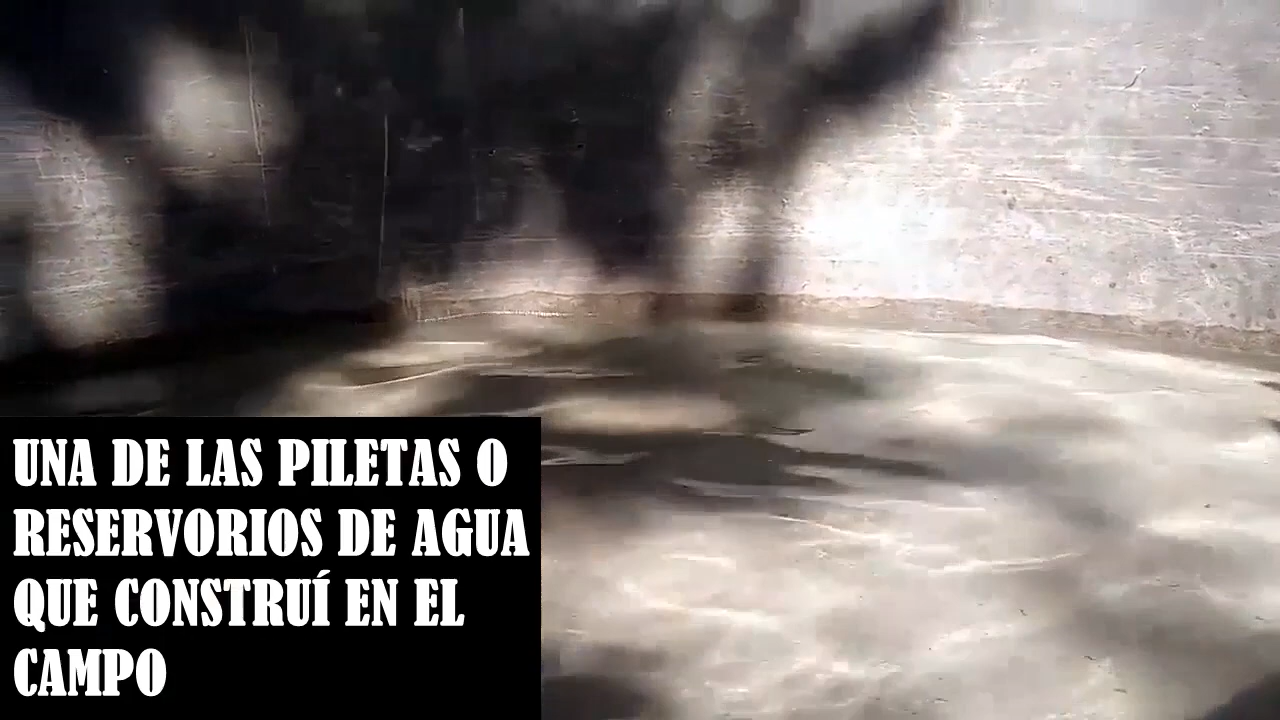 UNA DE LAS PILETAS O
RESERVORIOS DE AGUA
QUE CONSTRUÍ EN EL
CAMPO